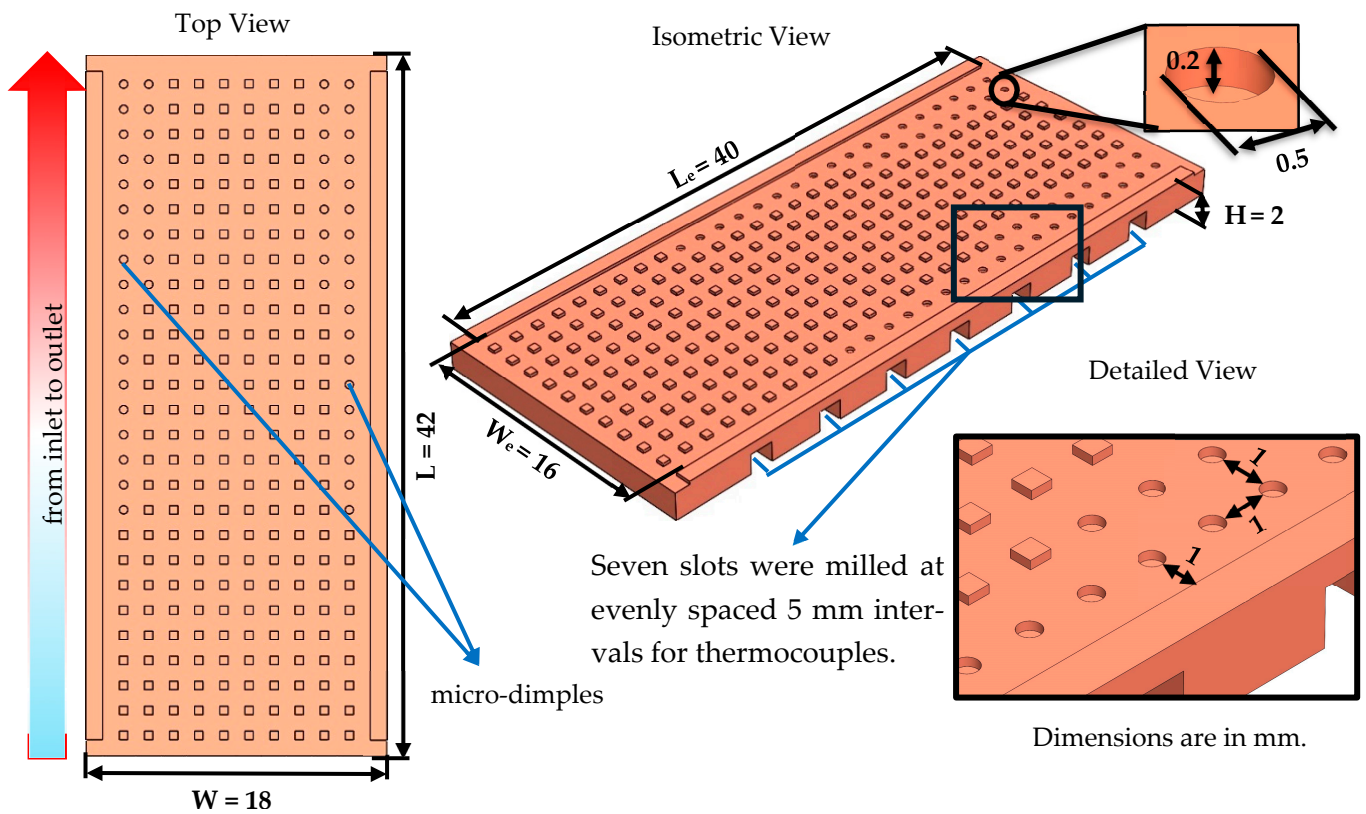 Top View
Isometric View
0.2
0.5
Lₑ = 40
H = 2
from inlet to outlet
L = 42
Wₑ = 16
Detailed View
1
1
1
Seven slots were milled at
evenly spaced 5 mm inter-
vals for thermocouples.
micro-dimples
Dimensions are in mm.
W = 18